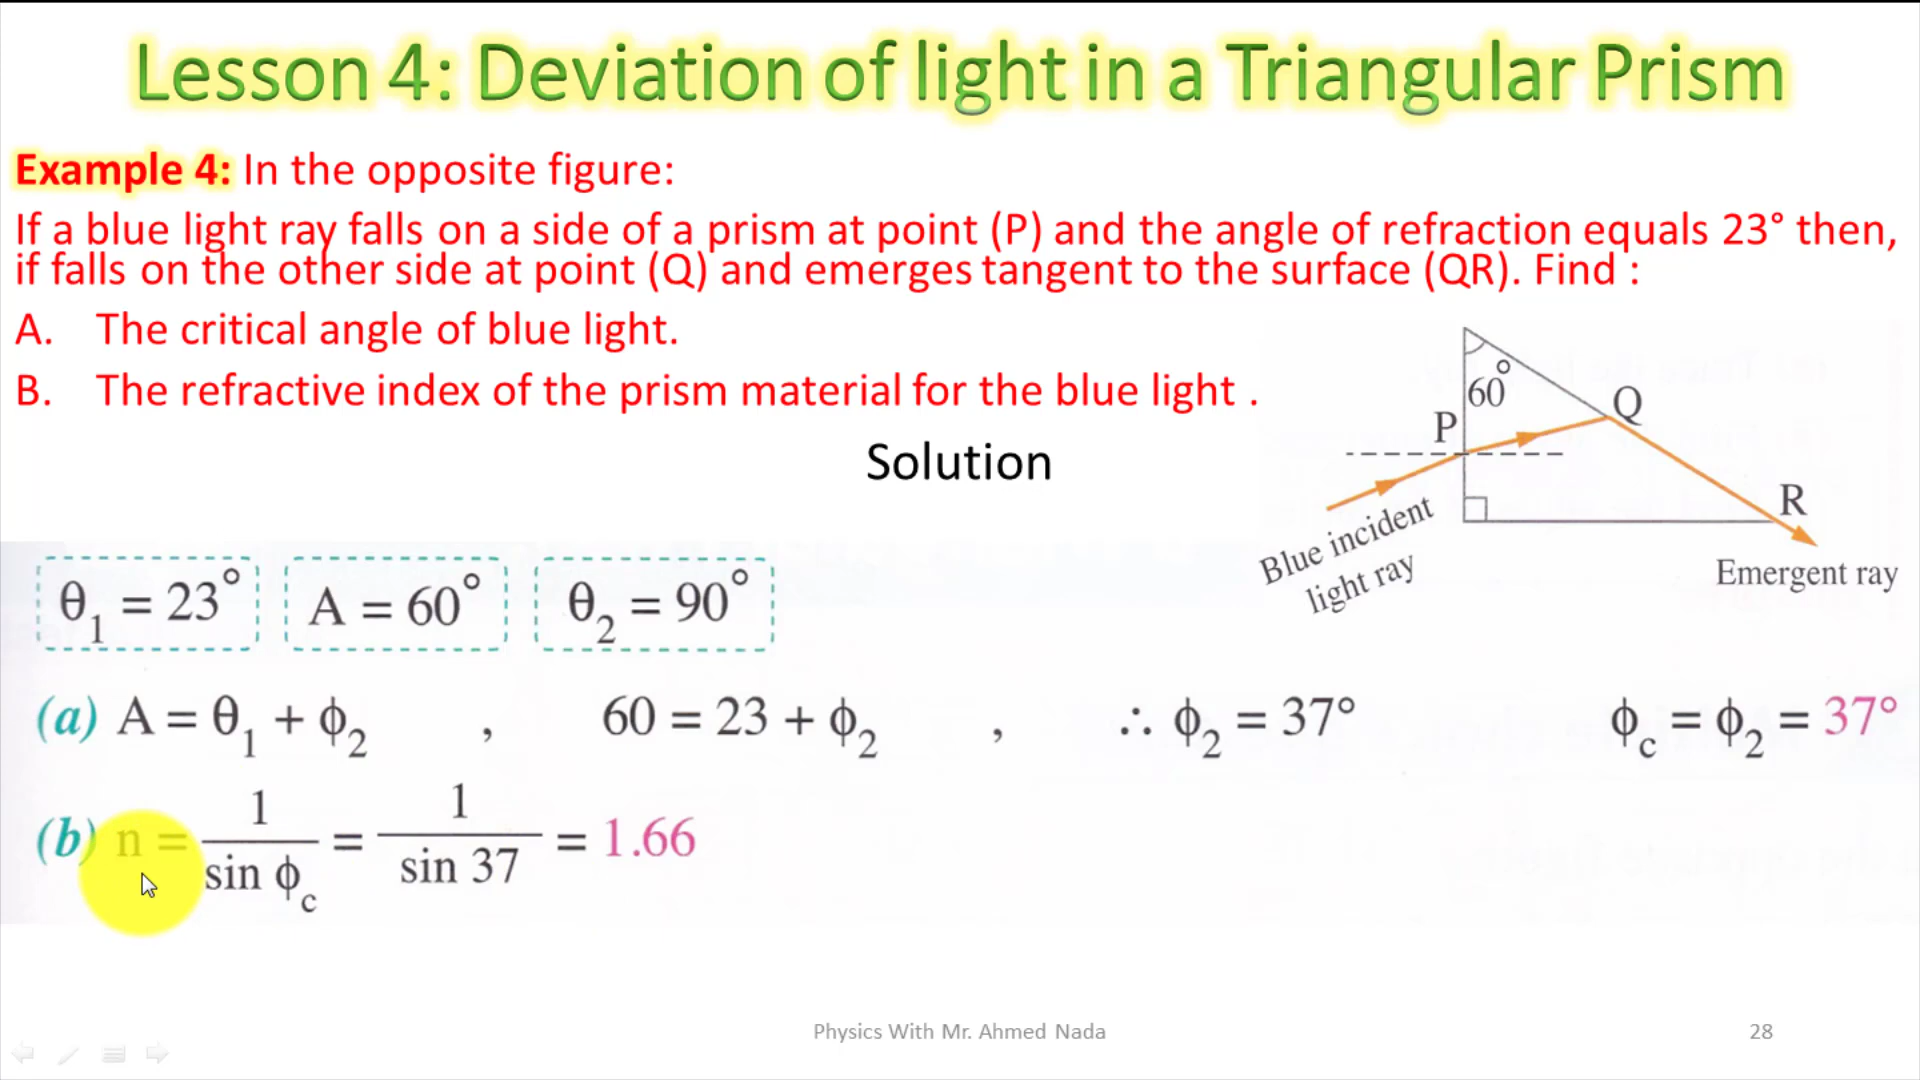 Lesson 4: Deviation of light in a Triangular Prism
Example 4: In the opposite figure:
If a blue light ray falls on a side of a prism at point (P) and the angle of refraction equals 23° then,
if falls on the other side at point (Q) and emerges tangent to the surface (QR). Find :
A. The critical angle of blue light.
B. The refractive index of the prism material for the blue light .
60°
P
Q
R
Blue incident
light ray
Emergent ray
Solution
θ₁ = 23° A = 60° θ₂ = 90°
(a) A = θ₁ + ϕ₂ , 60 = 23 + ϕ₂ , ∴ ϕ₂ = 37° ϕc = ϕ₂ = 37°
(b) n = 1 / sin ϕc = 1 / sin 37 = 1.66
Physics With Mr. Ahmed Nada
28